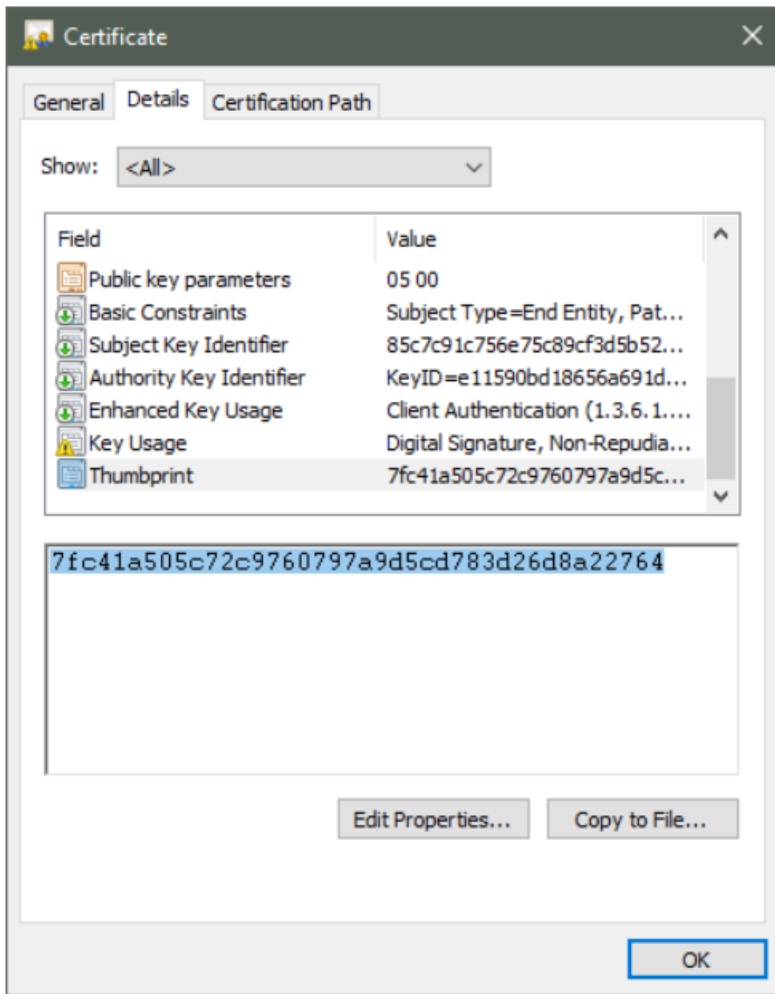 Certificate
General Details Certification Path
Show: <All>
Field Value
Public key parameters 05 00
Basic Constraints Subject Type=End Entity, Pat...
Subject Key Identifier 85c7c91c756e75c89cf3d5b52...
Authority Key Identifier KeyID=e11590bd18656a691d...
Enhanced Key Usage Client Authentication (1.3.6.1....
Key Usage Digital Signature, Non-Repudia...
Thumbprint 7fc41a505c72c9760797a9d5c...
7fc41a505c72c9760797a9d5cd783d26d8a22764
Edit Properties... Copy to File...
OK